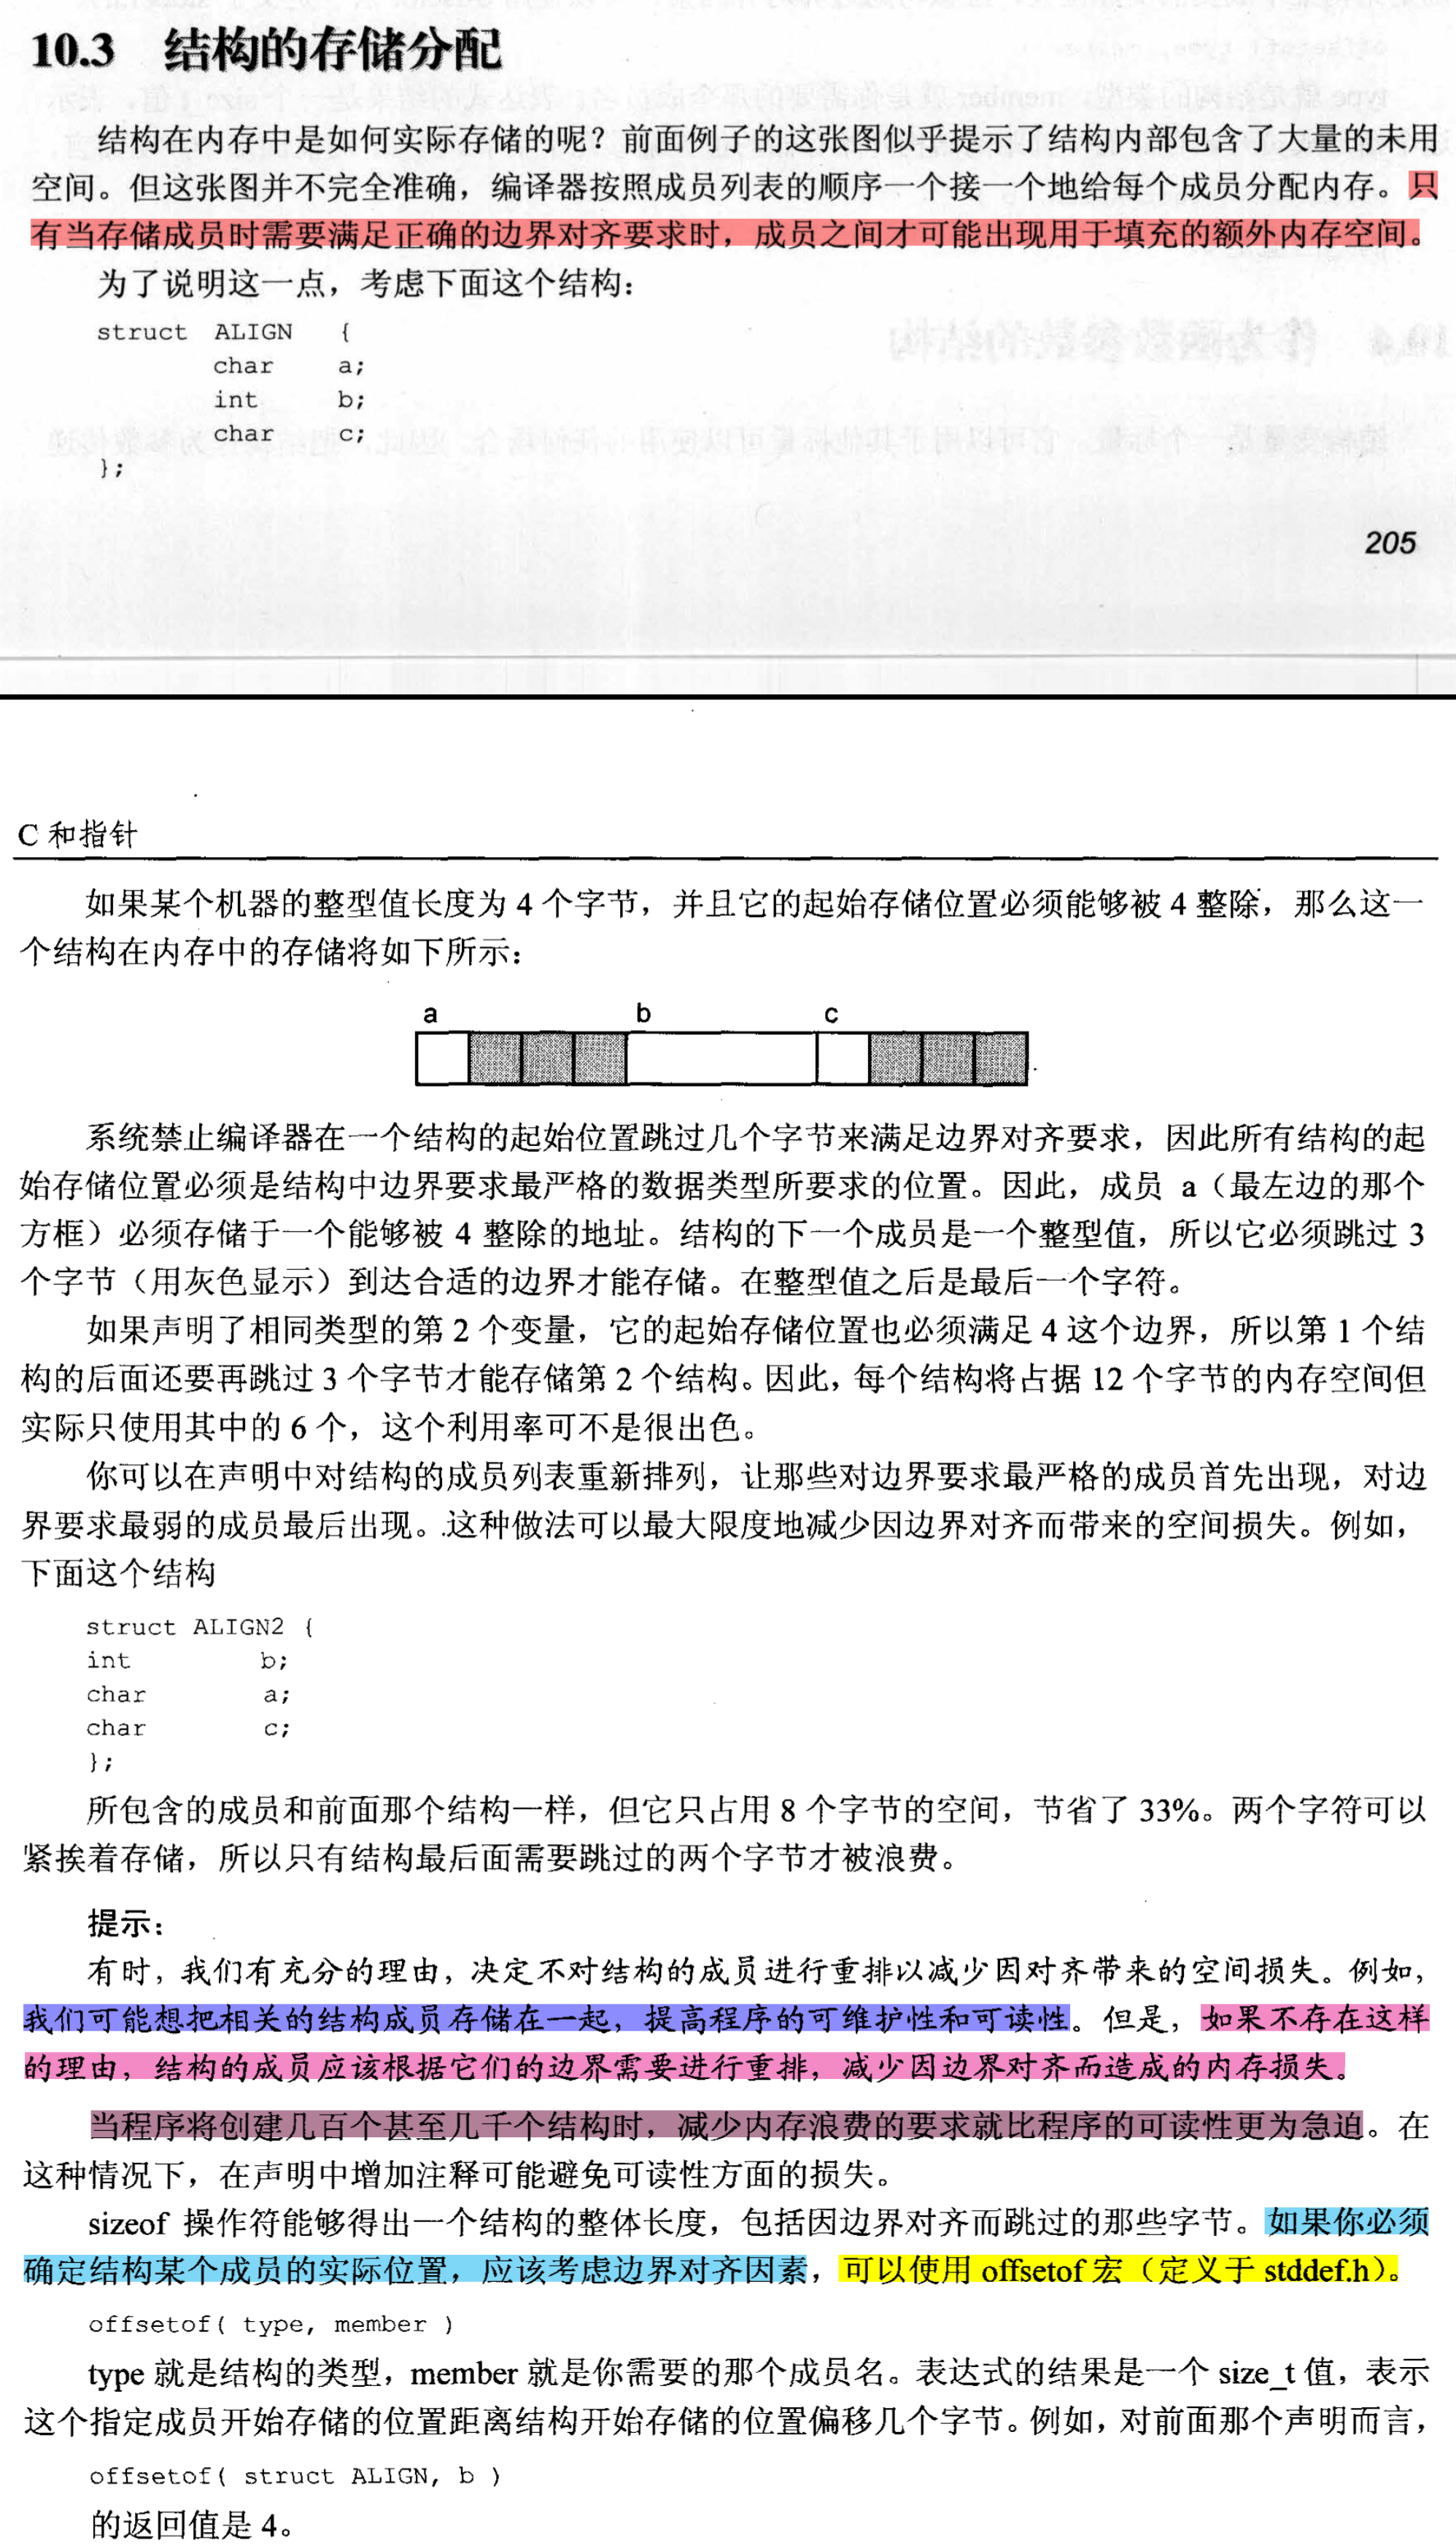 10.3 结构的存储分配
结构在内存中是如何实际存储的呢？前面例子的这张图似乎提示了结构内部包含了大量的未用
空间。但这张图并不完全准确，编译器按照成员列表的顺序一个接一个地给每个成员分配内存。只
有当存储成员时需要满足正确的边界对齐要求时，成员之间才可能出现用于填充的额外内存空间。
为了说明这一点，考虑下面这个结构：
struct ALIGN {
char a;
int b;
char c;
};
205
C 和指针
如果某个机器的整型值长度为 4 个字节，并且它的起始存储位置必须能够被 4 整除，那么这一
个结构在内存中的存储将如下所示：
a b c
系统禁止编译器在一个结构的起始位置跳过几个字节来满足边界对齐要求，因此所有结构的起
始存储位置必须是结构中边界要求最严格的数据类型所要求的位置。因此，成员 a（最左边的那个
方框）必须存储于一个能够被 4 整除的地址。结构的下一个成员是一个整型值，所以它必须跳过 3
个字节（用灰色显示）到达合适的边界才能存储。在整型值之后是最后一个字符。
如果声明了相同类型的第 2 个变量，它的起始存储位置也必须满足 4 这个边界，所以第 1 个结
构的后面还要再跳过 3 个字节才能存储第 2 个结构。因此，每个结构将占据 12 个字节的内存空间但
实际只使用其中的 6 个，这个利用率可不是很出色。
你可以在声明中对结构的成员列表重新排列，让那些对边界要求最严格的成员首先出现，对边
界要求最弱的成员最后出现。这种做法可以最大限度地减少因边界对齐而带来的空间损失。例如，
下面这个结构
struct ALIGN2 {
int b;
char a;
char c;
};
所包含的成员和前面那个结构一样，但它只占用 8 个字节的空间，节省了 33%。两个字符可以
紧挨着存储，所以只有结构最后面需要跳过的两个字节才被浪费。
提示：
有时，我们有充分的理由，决定不对结构的成员进行重排以减少因对齐带来的空间损失。例如，
我们可能想把相关的结构成员存储在一起，提高程序的可维护性和可读性。但是，如果不存在这样
的理由，结构的成员应该根据它们的边界需要进行重排，减少因边界对齐而造成的内存损失。
当程序将创建几百个甚至几千个结构时，减少内存浪费的要求就比程序的可读性更为急迫。在
这种情况下，在声明中增加注释可能避免可读性方面的损失。
sizeof 操作符能够得出一个结构的整体长度，包括因边界对齐而跳过的那些字节。如果你必须
确定结构某个成员的实际位置，应该考虑边界对齐因素，可以使用 offsetof 宏（定义于 stddef.h）。
offsetof( type, member )
type 就是结构的类型，member 就是你需要的那个成员名。表达式的结果是一个 size_t 值，表示
这个指定成员开始存储的位置距离结构开始存储的位置偏移几个字节。例如，对前面那个声明而言，
offsetof( struct ALIGN, b )
的返回值是 4。